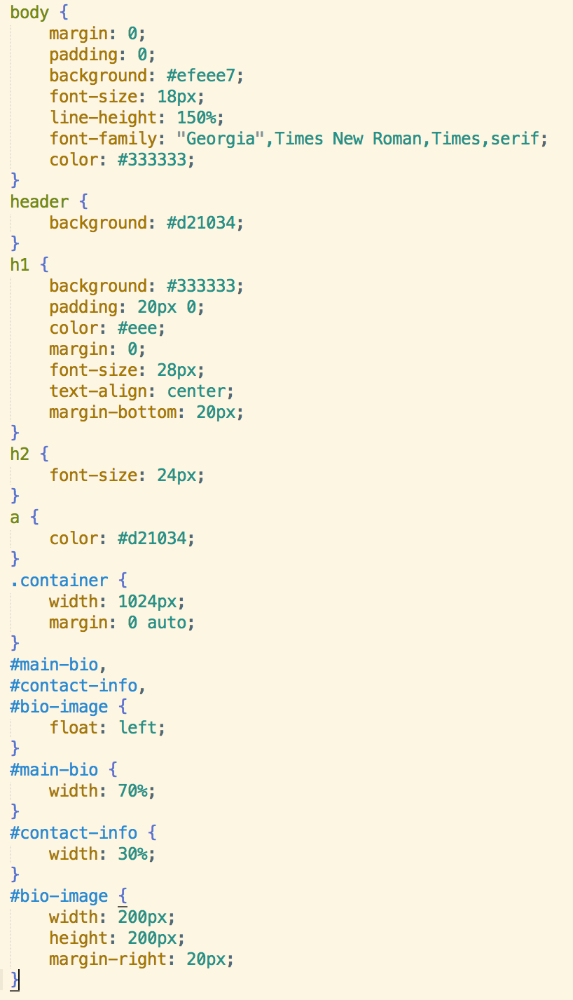 body {
    margin: 0;
    padding: 0;
    background: #efeee7;
    font-size: 18px;
    line-height: 150%;
    font-family: "Georgia",Times New Roman,Times,serif;
    color: #333333;
}
header {
    background: #d21034;
}
h1 {
    background: #333333;
    padding: 20px 0;
    color: #eee;
    margin: 0;
    font-size: 28px;
    text-align: center;
    margin-bottom: 20px;
}
h2 {
    font-size: 24px;
}
a {
    color: #d21034;
}
.container {
    width: 1024px;
    margin: 0 auto;
}
#main-bio,
#contact-info,
#bio-image {
    float: left;
}
#main-bio {
    width: 70%;
}
#contact-info {
    width: 30%;
}
#bio-image {
    width: 200px;
    height: 200px;
    margin-right: 20px;
}